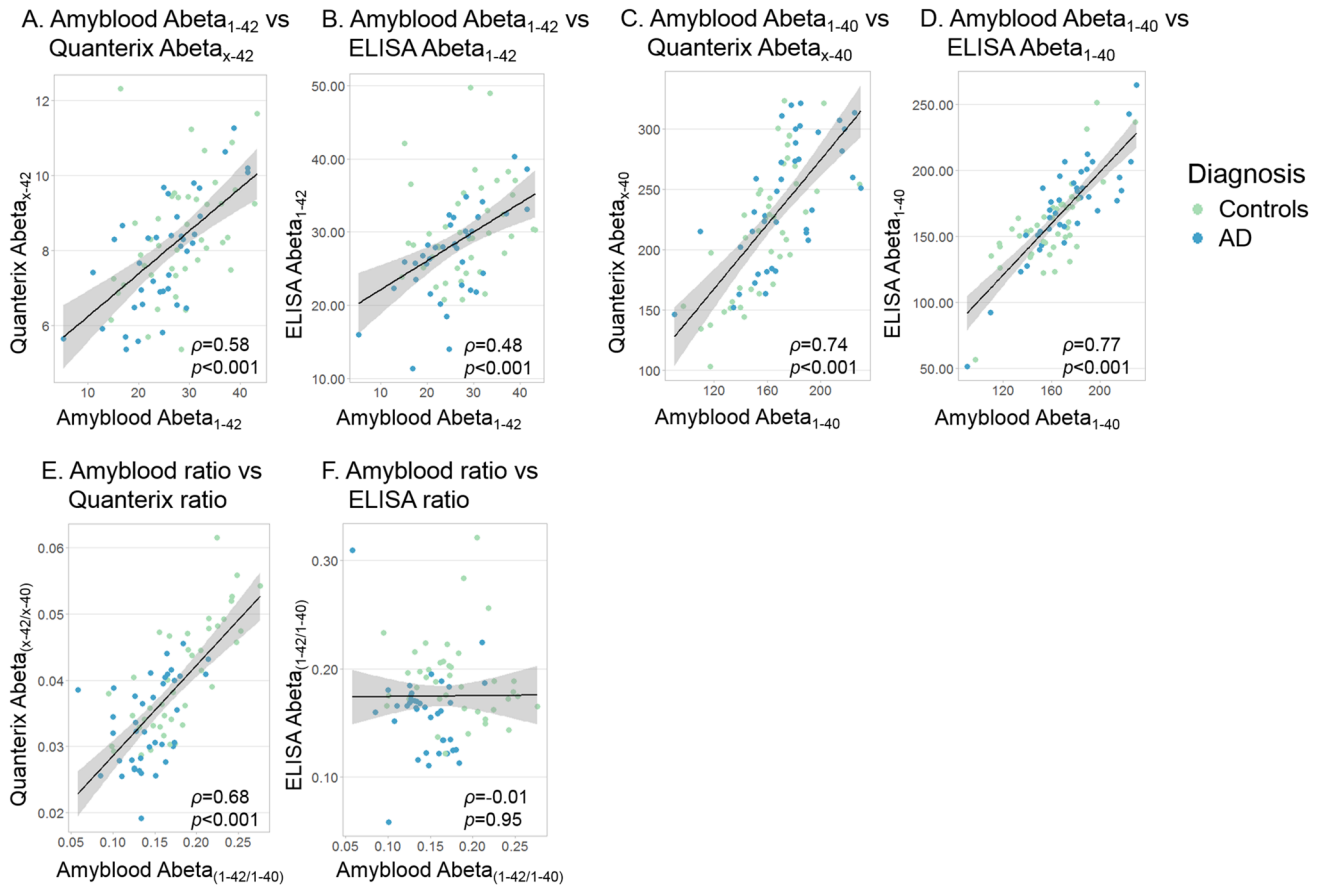 A. Amyblood Abeta1-42 vs
Quanterix Abetax-42
B. Amyblood Abeta1-42 vs
ELISA Abeta1-42
C. Amyblood Abeta1-40 vs
Quanterix Abetax-40
D. Amyblood Abeta1-40 vs
ELISA Abeta1-40
Quanterix Abetax-42
12
10
8
6
10
20
30
40
ρ=0.58
p<0.001
Amyblood Abeta1-42
ELISA Abeta1-42
50.00
40.00
30.00
20.00
10.00
10
20
30
40
ρ=0.48
p<0.001
Amyblood Abeta1-42
Quanterix Abetax-40
300
250
200
150
100
120
160
200
ρ=0.74
p<0.001
Amyblood Abeta1-40
ELISA Abeta1-40
250.00
200.00
150.00
100.00
50.00
120
160
200
ρ=0.77
p<0.001
Amyblood Abeta1-40
Diagnosis
Controls
AD
E. Amyblood ratio vs
Quanterix ratio
F. Amyblood ratio vs
ELISA ratio
Quanterix Abeta(x-42/x-40)
0.06
0.05
0.04
0.03
0.02
0.05
0.10
0.15
0.20
0.25
ρ=0.68
p<0.001
Amyblood Abeta(1-42/1-40)
ELISA Abeta(1-42/1-40)
0.30
0.20
0.10
0.05
0.10
0.15
0.20
0.25
ρ=-0.01
p=0.95
Amyblood Abeta(1-42/1-40)